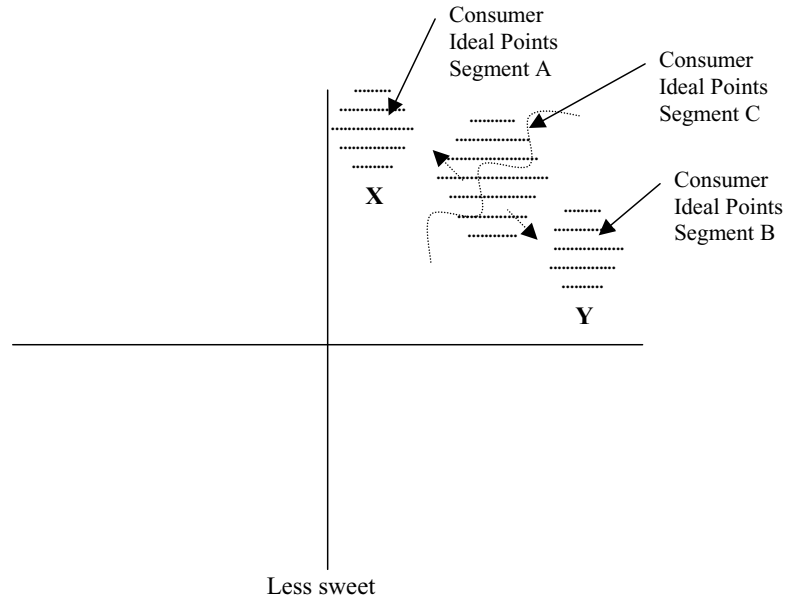 Consumer
Ideal Points
Segment A
Consumer
Ideal Points
Segment C
Consumer
Ideal Points
Segment B
X
Y
Less sweet